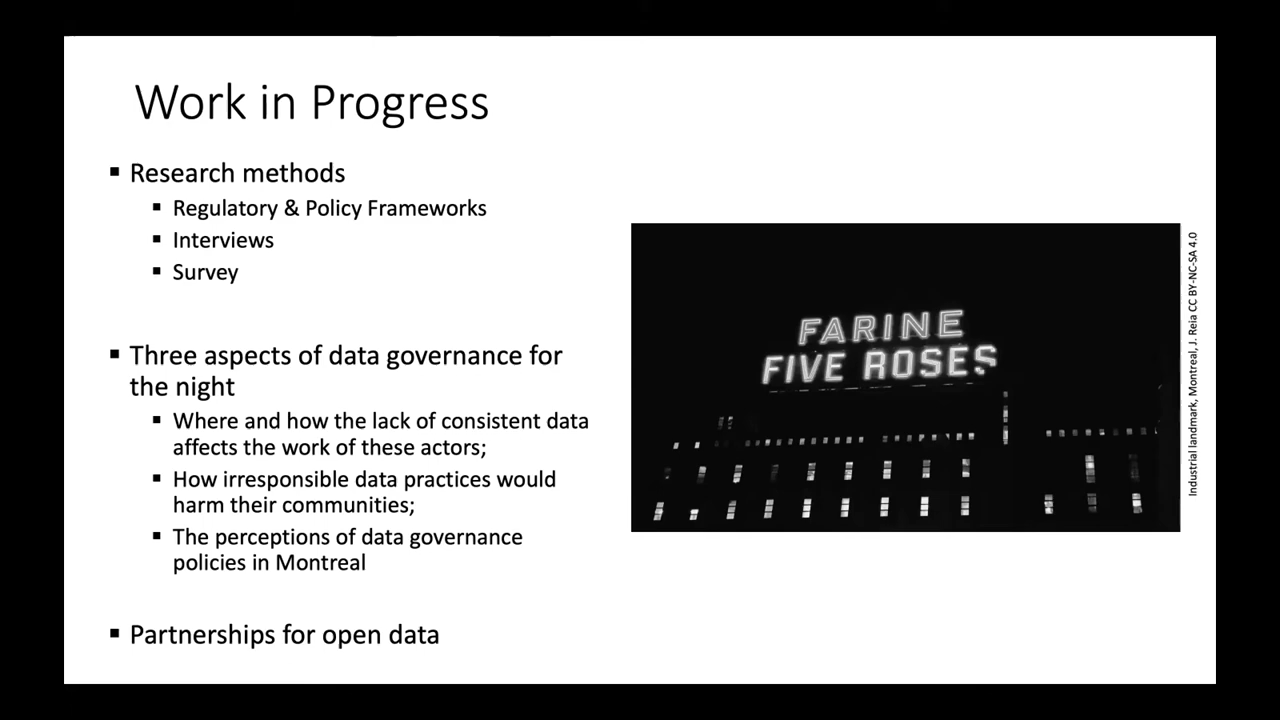 Work in Progress
▪ Research methods
▪ Regulatory & Policy Frameworks
▪ Interviews
▪ Survey
▪ Three aspects of data governance for
the night
▪ Where and how the lack of consistent data
affects the work of these actors;
▪ How irresponsible data practices would
harm their communities;
▪ The perceptions of data governance
policies in Montreal
▪ Partnerships for open data
FARINE
FIVE ROSES
Industrial landmark, Montreal, J. Reia CC BY-NC-SA 4.0